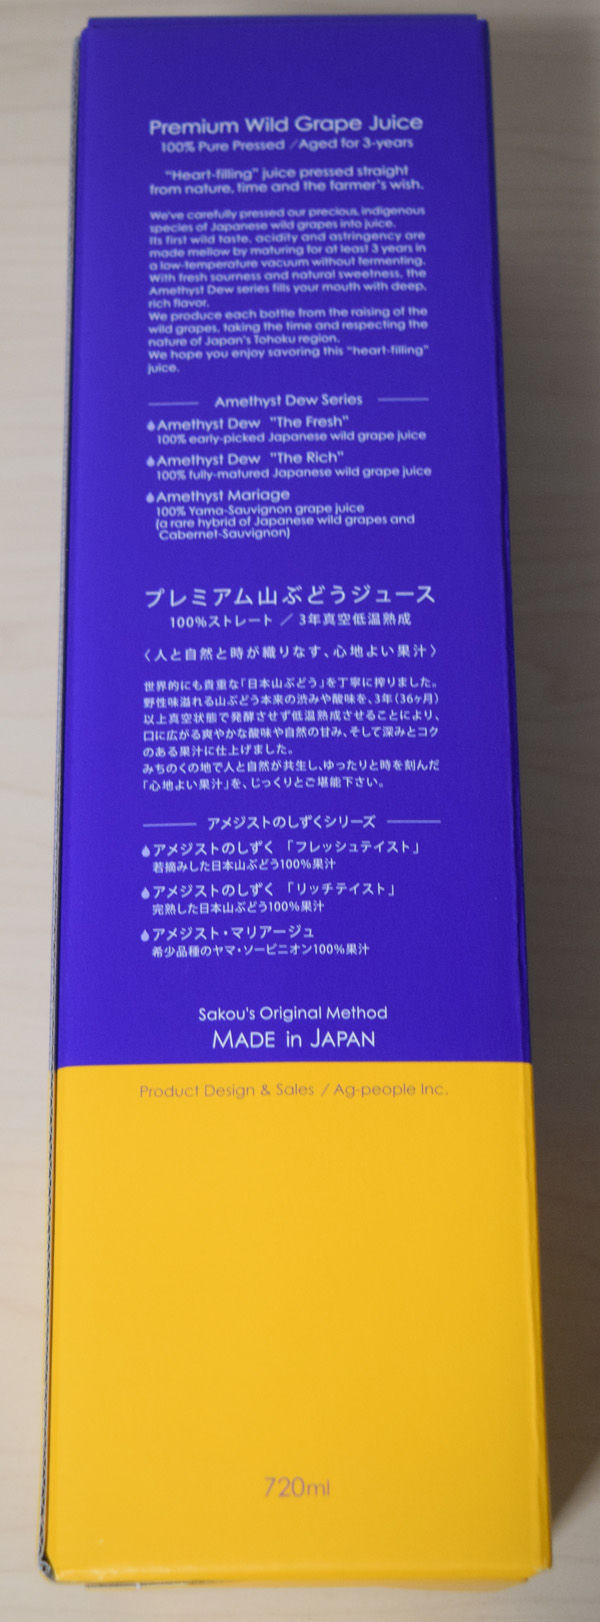 Premium Wild Grape Juice
100% Pure Pressed / Aged for 3-years
"Heart-filling" juice pressed straight
from nature, time and the farmer's wish.
We've carefully pressed our precious, indigenous
species of Japanese wild grapes into juice.
Its first wild taste, acidity and astringency are
made mellow by maturing for at least 3 years in
a low-temperature vacuum without fermenting.
With fresh sourness and natural sweetness, the
Amethyst Dew series fills your mouth with deep,
rich flavor.
We produce each bottle from the raising of the
wild grapes, taking the time and respecting the
nature of Japan's Tohoku region.
We hope you enjoy savoring this "heart-filling"
juice.
Amethyst Dew Series
Amethyst Dew "The Fresh"
100% early-picked Japanese wild grape juice
Amethyst Dew "The Rich"
100% fully-matured Japanese wild grape juice
Amethyst Mariage
100% Yama-Sauvignon grape juice
(a rare hybrid of Japanese wild grapes and
Cabernet-Sauvignon)
プレミアム山ぶどうジュース
100%ストレート / 3年真空低温熟成
〈人と自然と時が織りなす、心地よい果汁〉
世界的にも貴重な「日本山ぶどう」を丁寧に搾りました。
野性味溢れる山ぶどう本来の渋みや酸味を、3年(36ヶ月)
以上真空状態で発酵させず低温熟成させることにより、
口に広がる爽やかな酸味や自然の甘み、そして深みとコク
のある果汁に仕上げました。
みちのくの地で人と自然が共生し、ゆったりと時を刻んだ
「心地よい果汁」を、じっくりとご堪能下さい。
アメジストのしずくシリーズ
アメジストのしずく 「フレッシュテイスト」
若摘みした日本山ぶどう100%果汁
アメジストのしずく 「リッチテイスト」
完熟した日本山ぶどう100%果汁
アメジスト・マリアージュ
希少品種のヤマ・ソービニオン100%果汁
Sakou's Original Method
MADE in JAPAN
Product Design & Sales / Ag-people Inc.
720ml